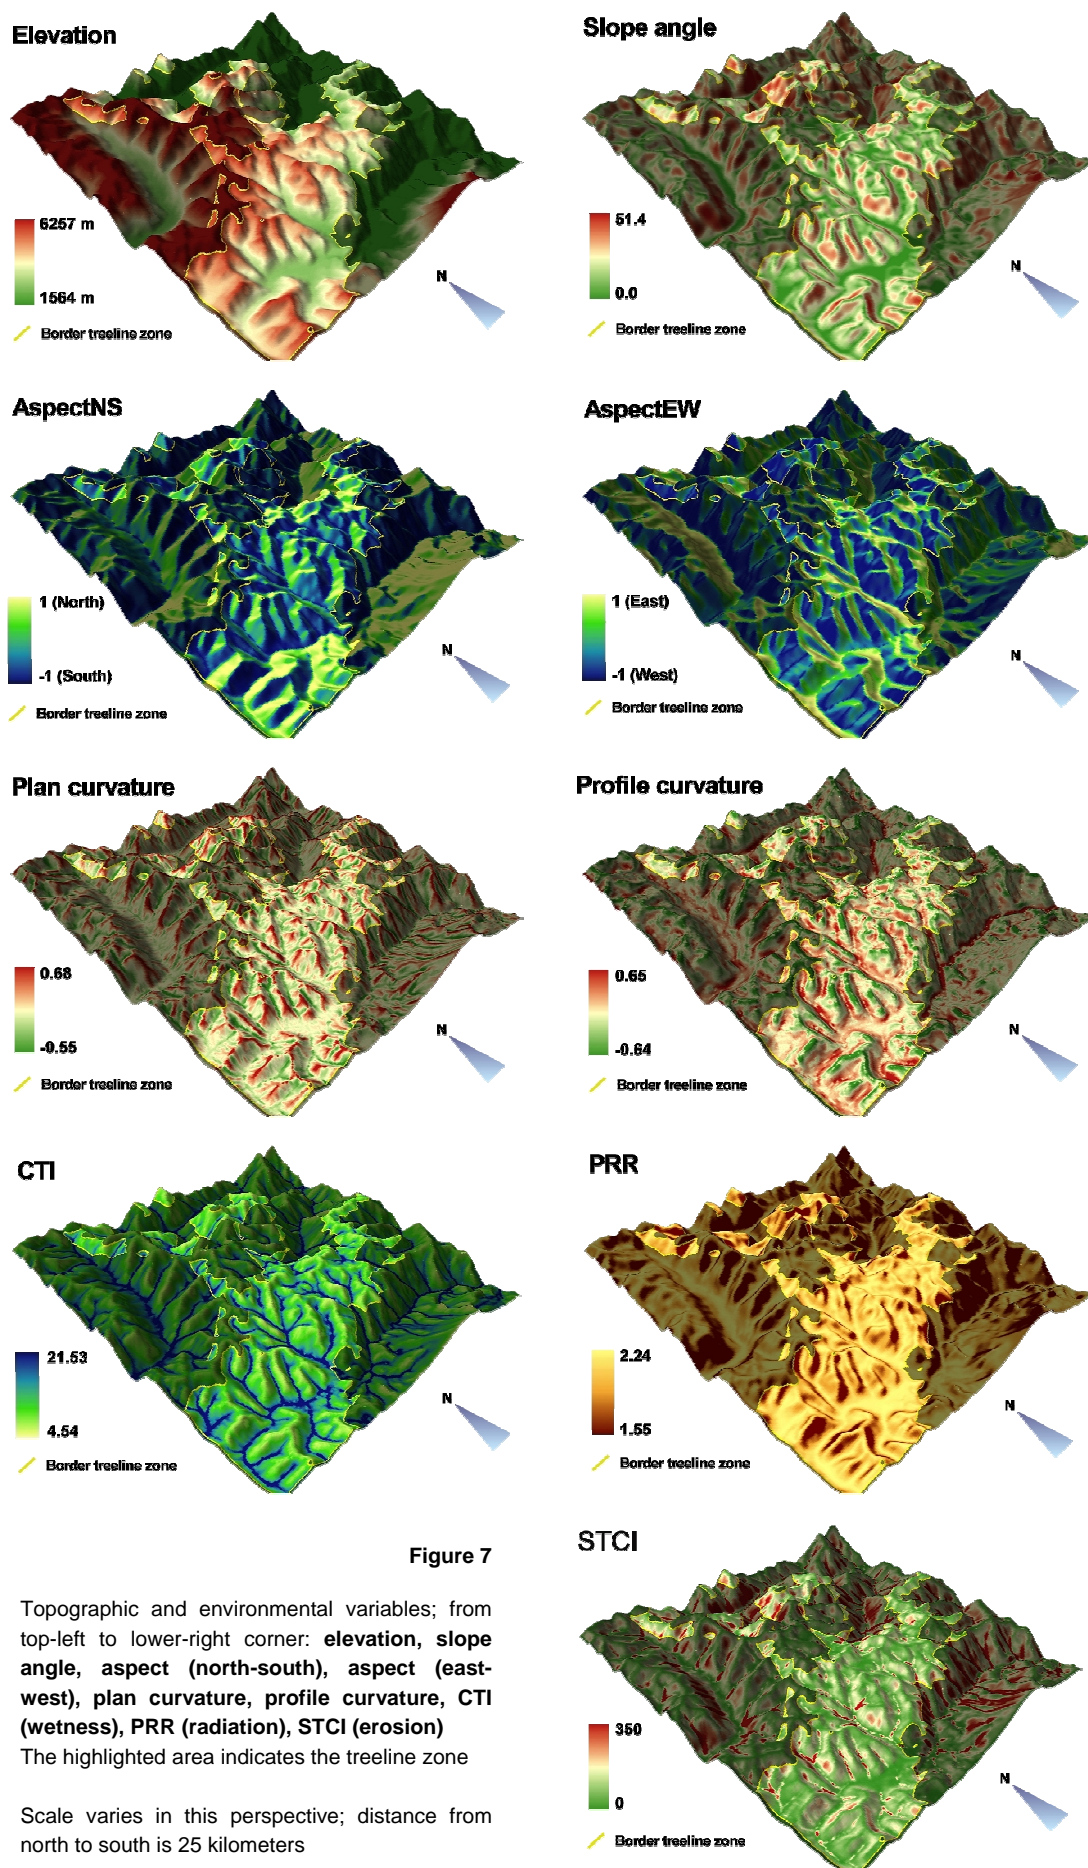 Elevation
6257 m
1564 m
Border treeline zone
N
Slope angle
51.4
0.0
Border treeline zone
N
AspectNS
1 (North)
-1 (South)
Border treeline zone
N
AspectEW
1 (East)
-1 (West)
Border treeline zone
N
Plan curvature
0.68
-0.55
Border treeline zone
N
Profile curvature
0.65
-0.64
Border treeline zone
N
CTI
21.53
4.54
Border treeline zone
N
PRR
2.24
1.55
Border treeline zone
N
STCI
350
0
Border treeline zone
N
Figure 7
Topographic and environmental variables; from
top-left to lower-right corner: elevation, slope
angle, aspect (north-south), aspect (east-
west), plan curvature, profile curvature, CTI
(wetness), PRR (radiation), STCI (erosion)
The highlighted area indicates the treeline zone
Scale varies in this perspective; distance from
north to south is 25 kilometers